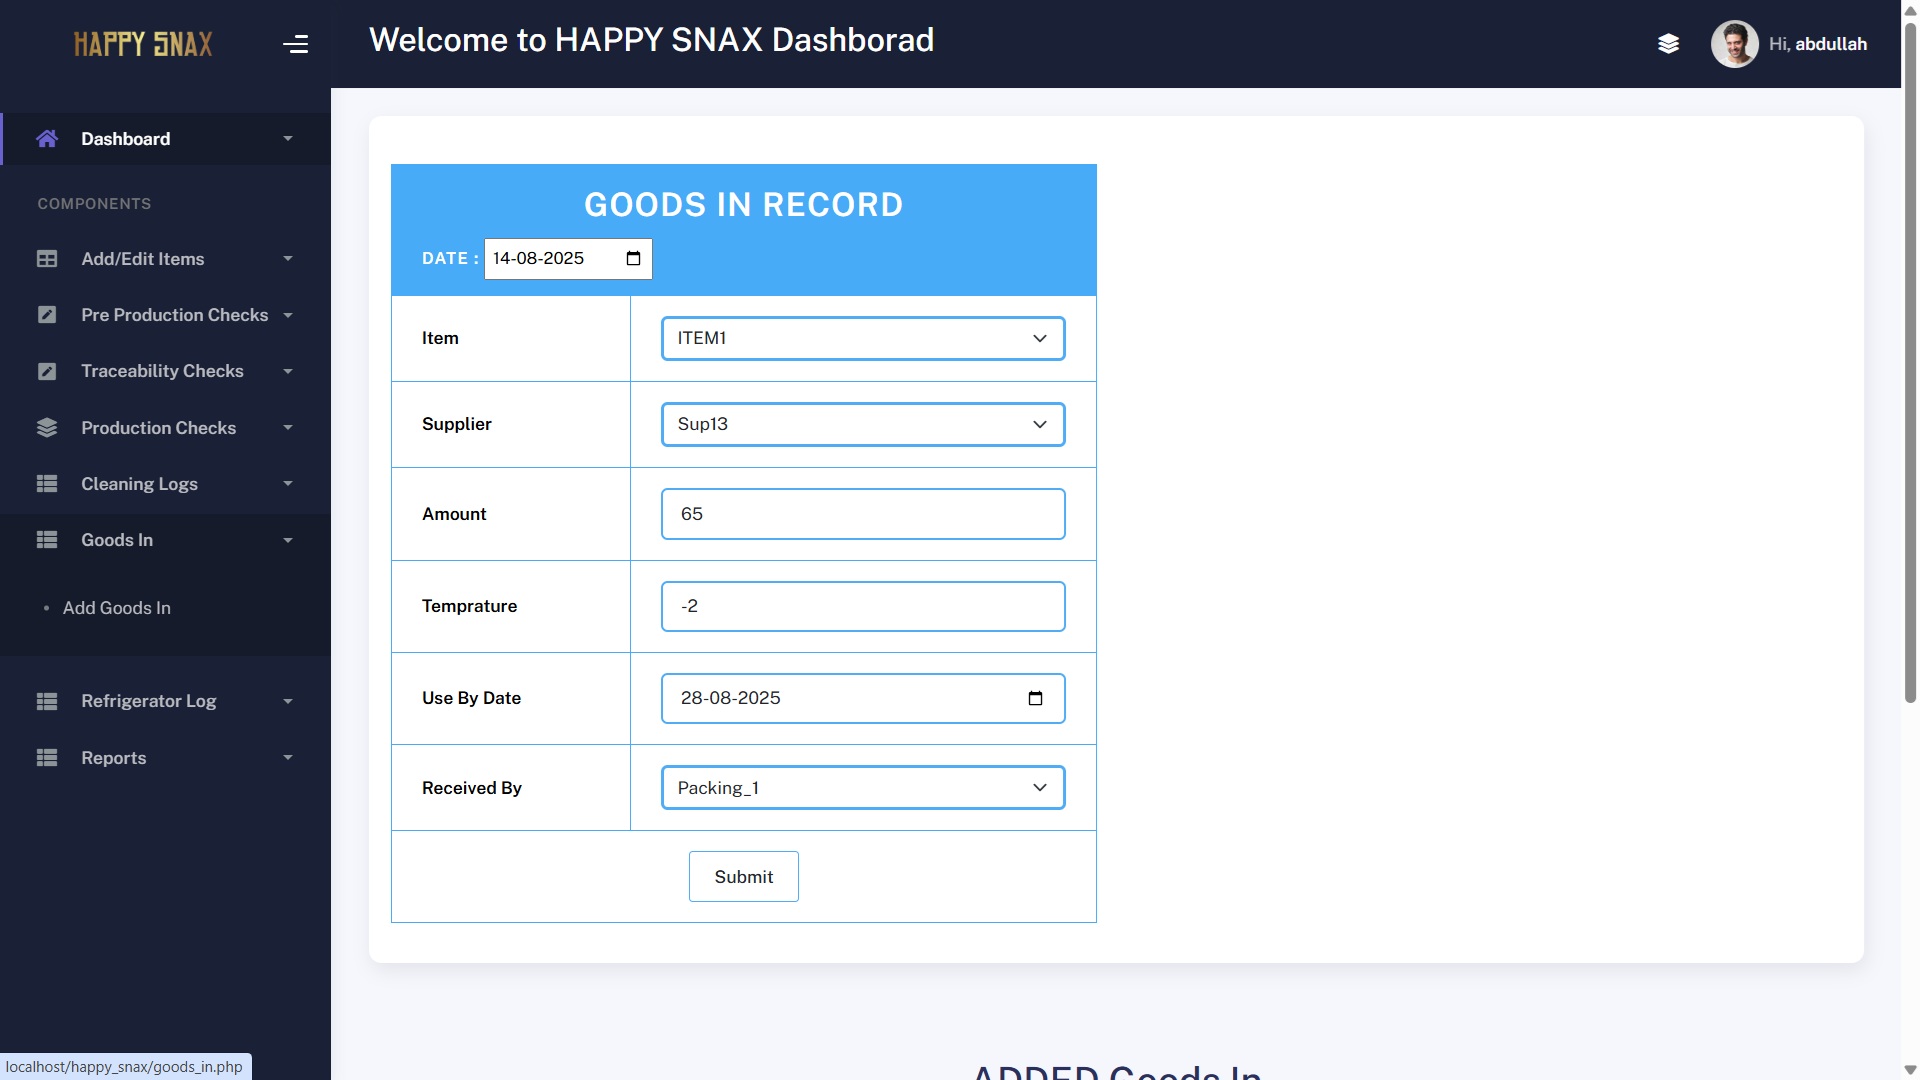 HAPPY SNAX
Welcome to HAPPY SNAX Dashborad
Hi, abdullah
Dashboard
COMPONENTS
Add/Edit Items
Pre Production Checks
Traceability Checks
Production Checks
Cleaning Logs
Goods In
• Add Goods In
Refrigerator Log
Reports
GOODS IN RECORD
DATE : 14-08-2025
Item ITEM1
Supplier Sup13
Amount 65
Temprature -2
Use By Date 28-08-2025
Received By Packing_1
Submit
ADDED Goods In
localhost/happy_snax/goods_in.php